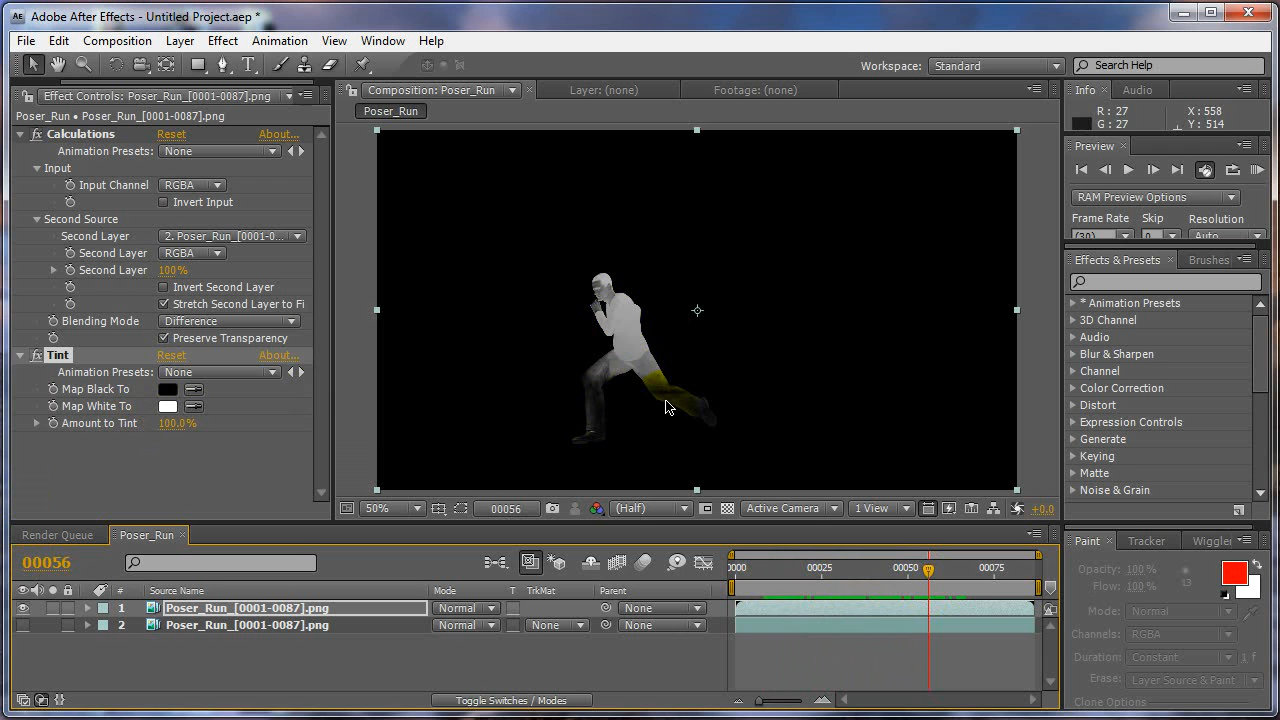 Adobe After Effects - Untitled Project.aep *
File Edit Composition Layer Effect Animation View Window Help
Workspace: Standard Search Help
Effect Controls: Poser_Run_[0001-0087].png
Poser_Run • Poser_Run_[0001-0087].png
Calculations Reset About...
Animation Presets: None
Input
Input Channel RGBA
Invert Input
Second Source
Second Layer 2. Poser_Run_[0001-0...
Second Layer RGBA
Second Layer 100%
Invert Second Layer
Stretch Second Layer to Fi
Blending Mode Difference
Preserve Transparency
Tint Reset About...
Animation Presets: None
Map Black To
Map White To
Amount to Tint 100.0%
Composition: Poser_Run Layer: (none) Footage: (none)
Poser_Run
50% 00056 (Half) Active Camera 1 View +0.0
Info Audio
R: 27 X: 558
G: 27 Y: 514
Preview
RAM Preview Options
Frame Rate Skip Resolution
(30) 0 Auto
Effects & Presets Brushes
* Animation Presets
3D Channel
Audio
Blur & Sharpen
Channel
Color Correction
Distort
Expression Controls
Generate
Keying
Matte
Noise & Grain
Render Queue Poser_Run
00056
0000 00025 00050 00075
# Source Name Mode T TrkMat Parent
1 Poser_Run_[0001-0087].png Normal None
2 Poser_Run_[0001-0087].png Normal None None
Toggle Switches / Modes
Paint Tracker Wiggler
Opacity: 100 %
Flow: 100 % 13
Mode: Normal
Channels: RGBA
Duration: Constant 1 f
Erase: Layer Source & Paint
Clone Options